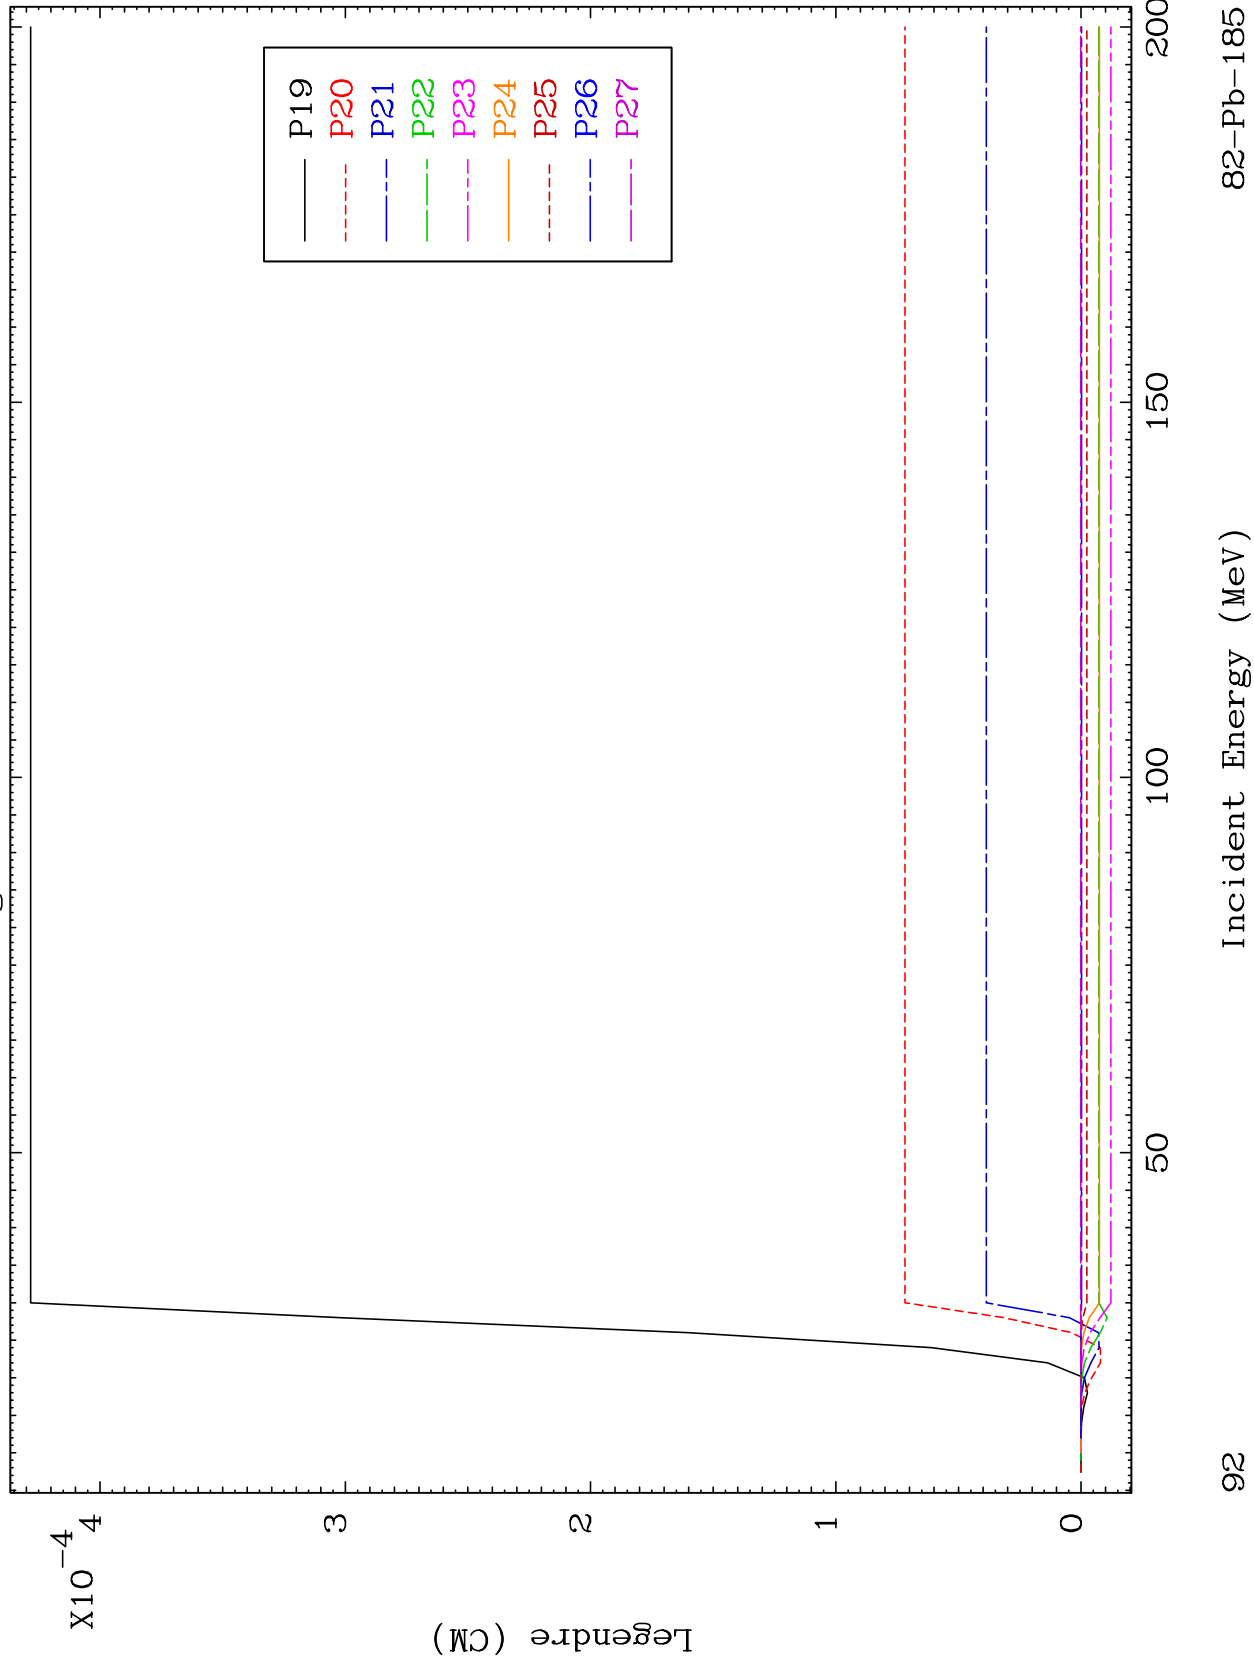 X10-4
4
3
2
1
0
Legendre (CM)
P19
P20
P21
P22
P23
P24
P25
P26
P27
50
100
150
200
Incident Energy (MeV)
92
82-Pb-185